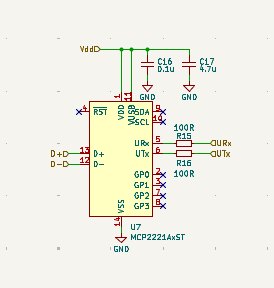 Vdd
C16
0.1u
C17
4.7u
GND
GND
1
11
4
RST
VDD
VUSB
SDA
9
SCL
10
100R
R15
URx
5
URx
UTx
6
UTx
R16
100R
D+
13
D+
D-
12
D-
GP0
2
GP1
3
GP2
7
GP3
8
VSS
14
U7
MCP2221AxST
GND